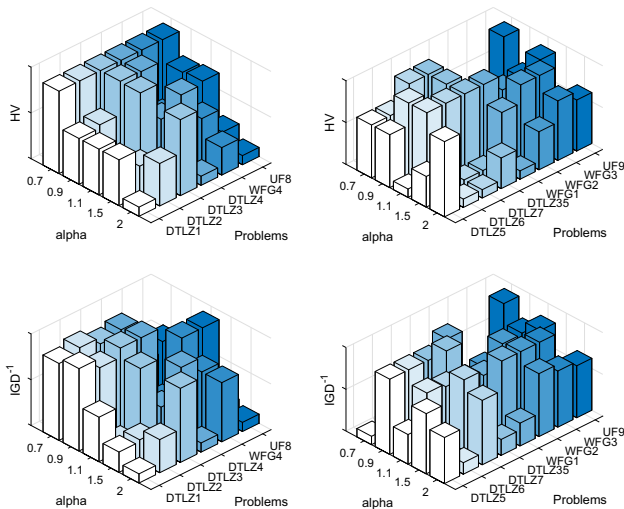 HV
0.7
0.9
1.1
1.5
2
alpha
DTLZ1
DTLZ2
DTLZ3
DTLZ4
WFG4
UF8
Problems
HV
0.7
0.9
1.1
1.5
2
alpha
DTLZ5
DTLZ6
DTLZ7
DTLZ35
WFG1
WFG2
WFG3
UF9
Problems
IGD⁻¹
0.7
0.9
1.1
1.5
2
alpha
DTLZ1
DTLZ2
DTLZ3
DTLZ4
WFG4
UF8
Problems
IGD⁻¹
0.7
0.9
1.1
1.5
2
alpha
DTLZ5
DTLZ6
DTLZ7
DTLZ35
WFG1
WFG2
WFG3
UF9
Problems